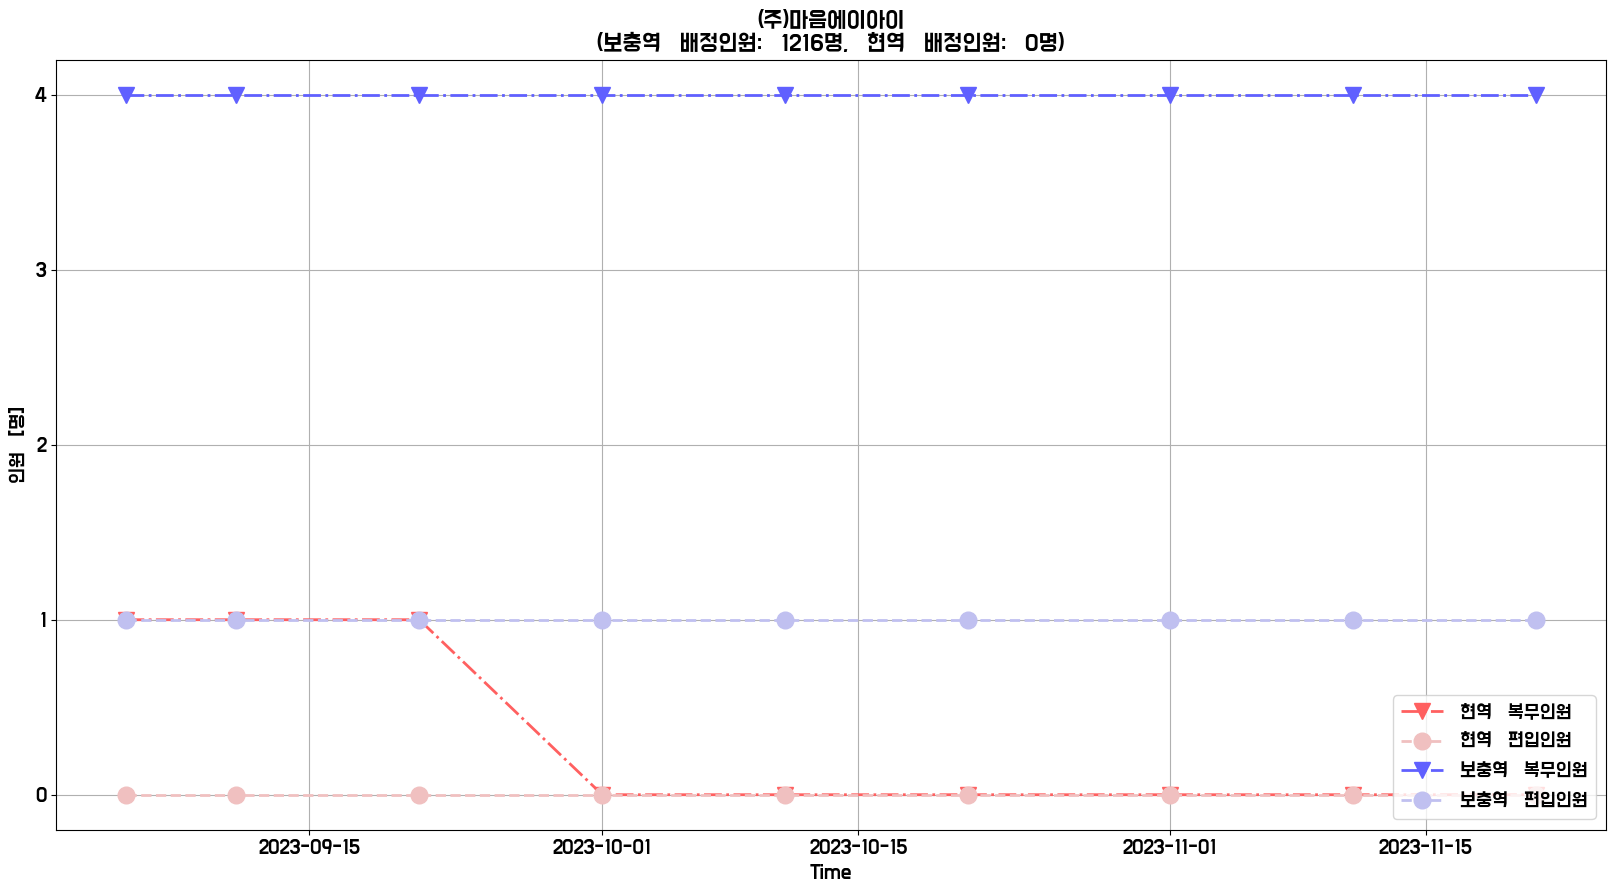 (주)마음에이아이
(보충역 배정인원: 1216명, 현역 배정인원: 0명)
4
3
2
1
0
인원 [명]
2023-09-15
2023-10-01
2023-10-15
2023-11-01
2023-11-15
Time
현역 복무인원
현역 편입인원
보충역 복무인원
보충역 편입인원